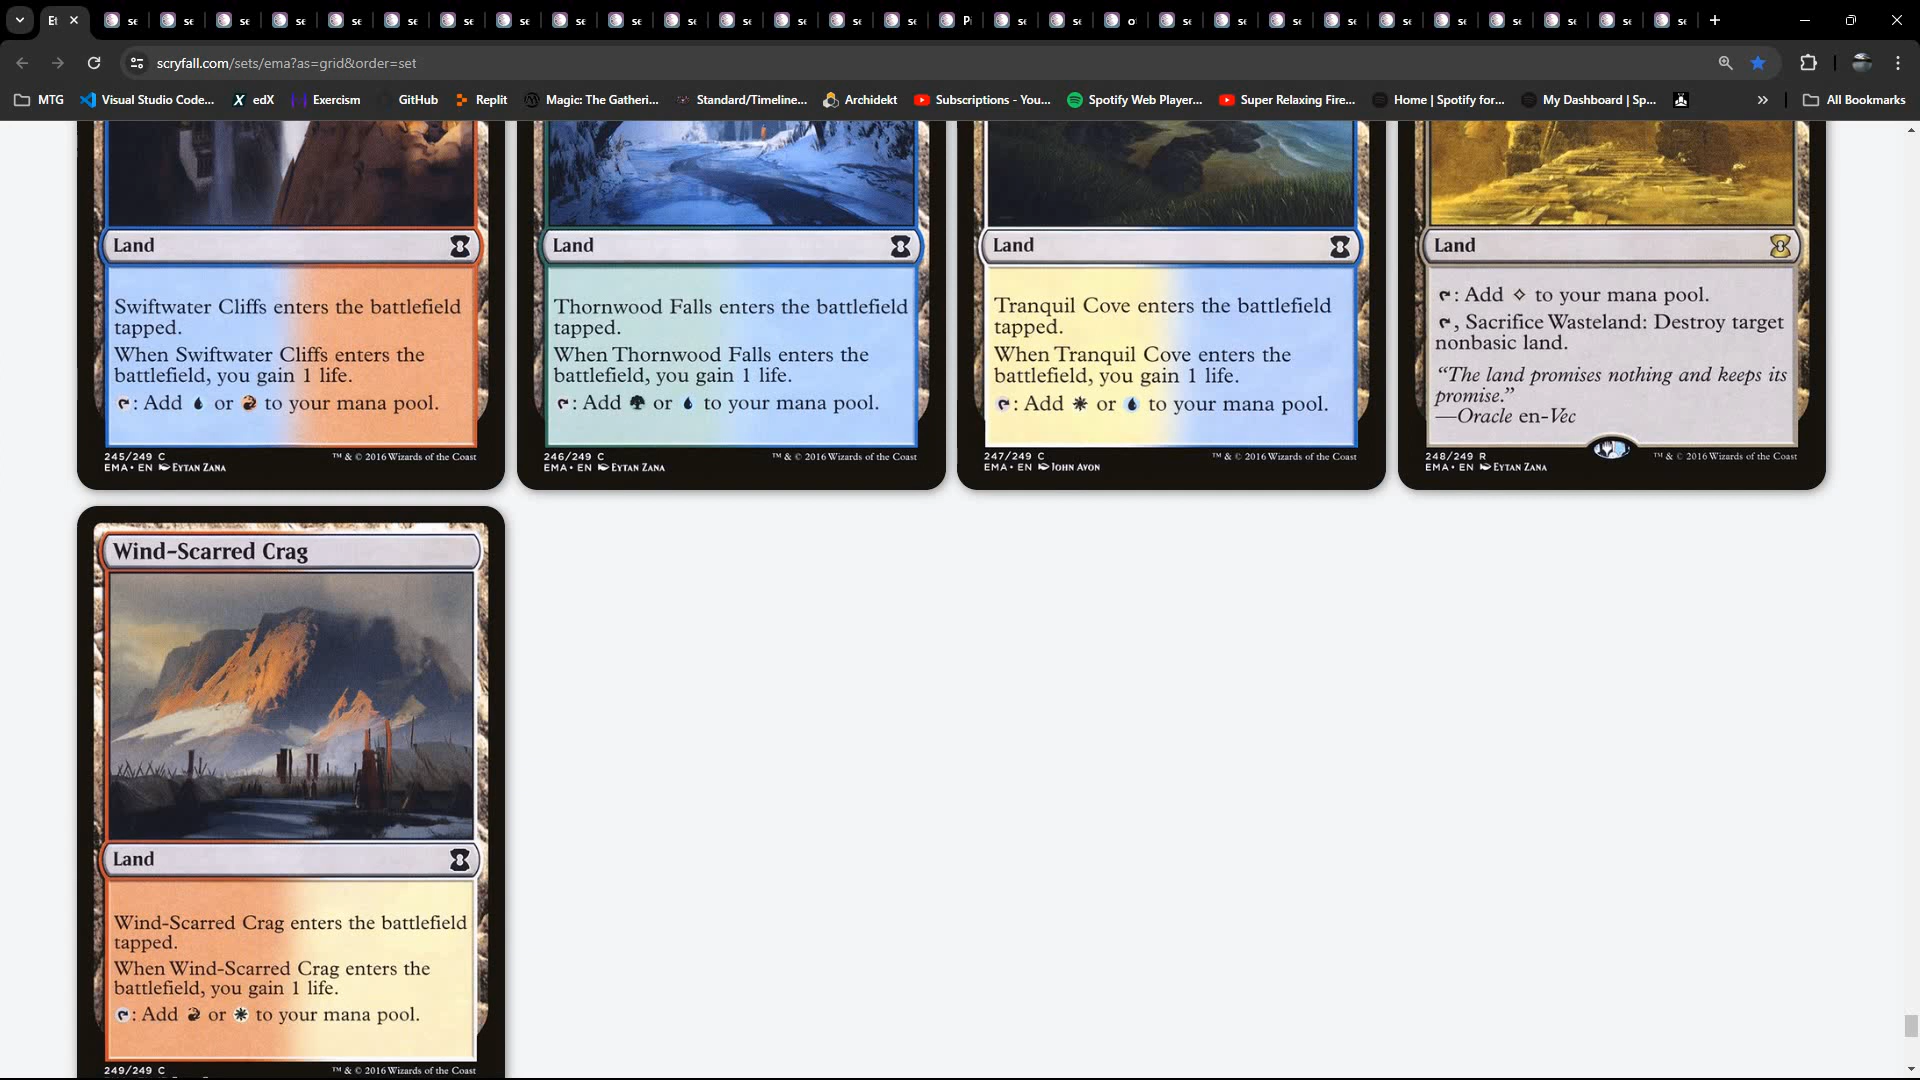 scryfall.com/sets/ema?as=grid&order=set
MTG
Visual Studio Code...
edX
Exercism
GitHub
Replit
Magic: The Gatheri...
Standard/Timeline...
Archidekt
Subscriptions - You...
Spotify Web Player...
Super Relaxing Fire...
Home | Spotify for...
My Dashboard | Sp...
All Bookmarks
Land
Swiftwater Cliffs enters the battlefield
tapped.
When Swiftwater Cliffs enters the
battlefield, you gain 1 life.
: Add or to your mana pool.
245/249 C
EMA • EN EYTAN ZANA
™ & © 2016 Wizards of the Coast
Land
Thornwood Falls enters the battlefield
tapped.
When Thornwood Falls enters the
battlefield, you gain 1 life.
: Add or to your mana pool.
246/249 C
EMA • EN EYTAN ZANA
™ & © 2016 Wizards of the Coast
Land
Tranquil Cove enters the battlefield
tapped.
When Tranquil Cove enters the
battlefield, you gain 1 life.
: Add or to your mana pool.
247/249 C
EMA • EN JOHN AVON
™ & © 2016 Wizards of the Coast
Land
: Add to your mana pool.
, Sacrifice Wasteland: Destroy target
nonbasic land.
“The land promises nothing and keeps its
promise.”
—Oracle en-Vec
248/249 R
EMA • EN EYTAN ZANA
™ & © 2016 Wizards of the Coast
Wind-Scarred Crag
Land
Wind-Scarred Crag enters the battlefield
tapped.
When Wind-Scarred Crag enters the
battlefield, you gain 1 life.
: Add or to your mana pool.
249/249 C
™ & © 2016 Wizards of the Coast